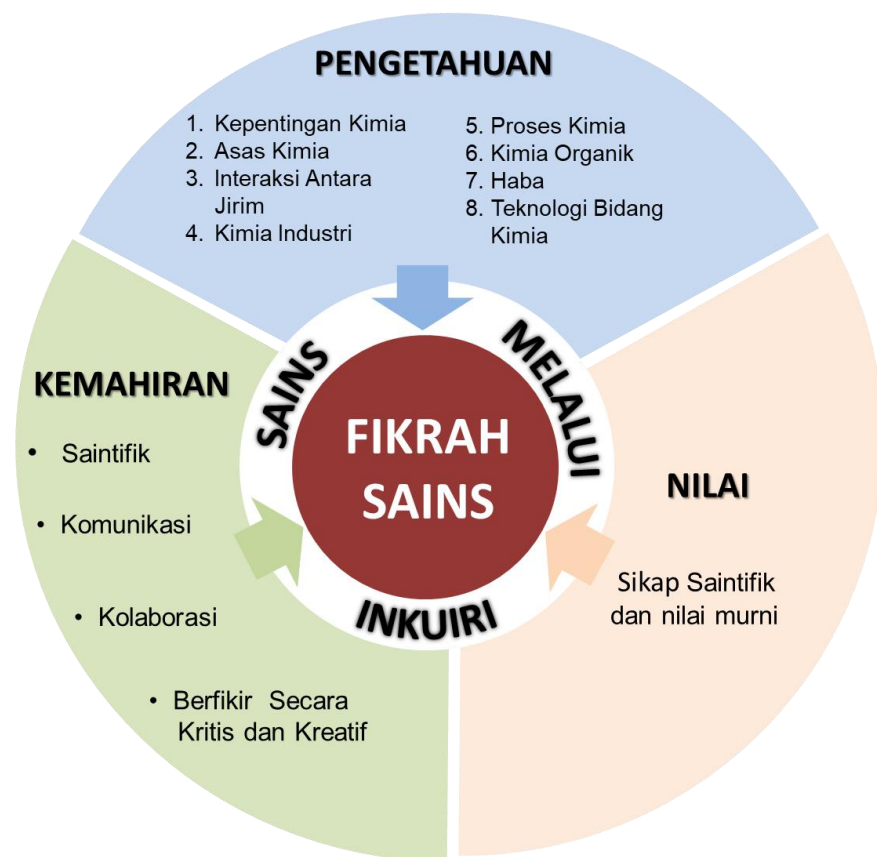 PENGETAHUAN
1. Kepentingan Kimia
2. Asas Kimia
3. Interaksi Antara
Jirim
4. Kimia Industri
5. Proses Kimia
6. Kimia Organik
7. Haba
8. Teknologi Bidang
Kimia
KEMAHIRAN
• Saintifik
• Komunikasi
• Kolaborasi
• Berfikir Secara
Kritis dan Kreatif
SAINS
MELALUI
INKUIRI
FIKRAH
SAINS
NILAI
Sikap Saintifik
dan nilai murni